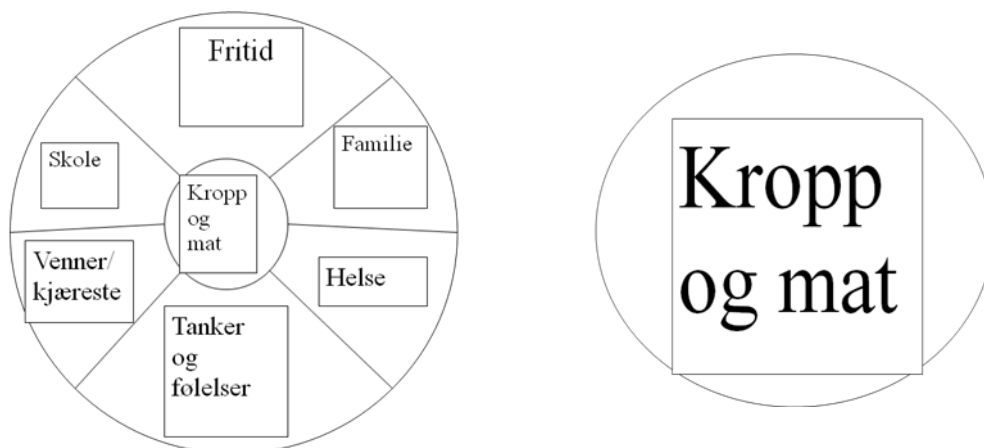 Fritid
Familie
Skole
Kropp
og
mat
Venner/
kjæreste
Helse
Tanker
og
følelser
Kropp
og mat